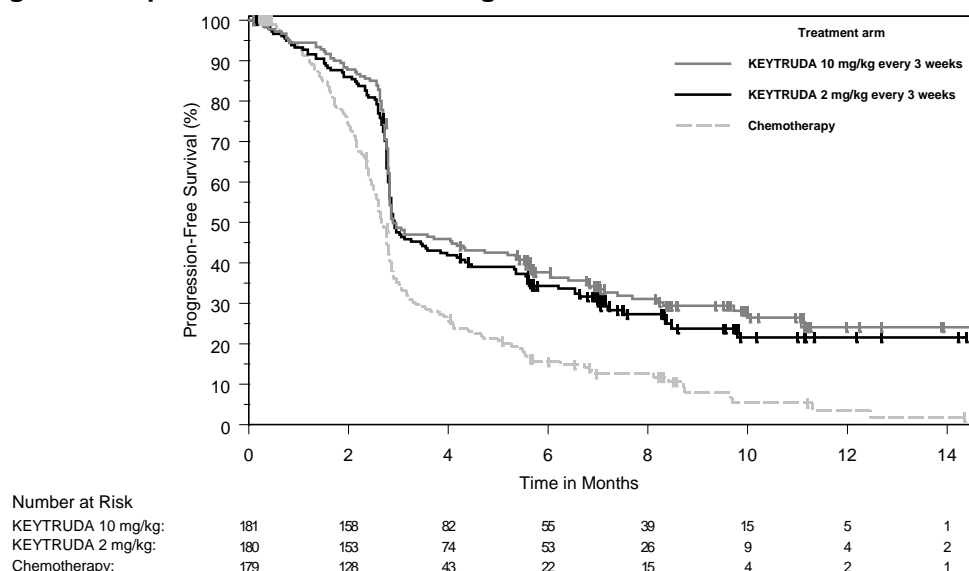 Treatment arm
KEYTRUDA 10 mg/kg every 3 weeks
KEYTRUDA 2 mg/kg every 3 weeks
Chemotherapy
Progression-Free Survival (%)
100
90
80
70
60
50
40
30
20
10
0
0 2 4 6 8 10 12 14
Time in Months
Number at Risk
KEYTRUDA 10 mg/kg: 181 158 82 55 39 15 5 1
KEYTRUDA 2 mg/kg: 180 153 74 53 26 9 4 2
Chemotherapy: 179 128 43 22 15 4 2 1